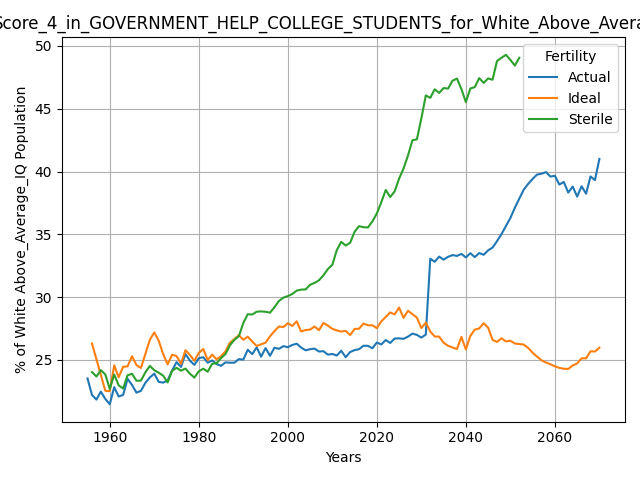 Score_4_in_GOVERNMENT_HELP_COLLEGE_STUDENTS_for_White_Above_Avera
% of White Above_Average_IQ Population
50
45
40
35
30
25
Fertility
Actual
Ideal
Sterile
1960 1980 2000 2020 2040 2060
Years